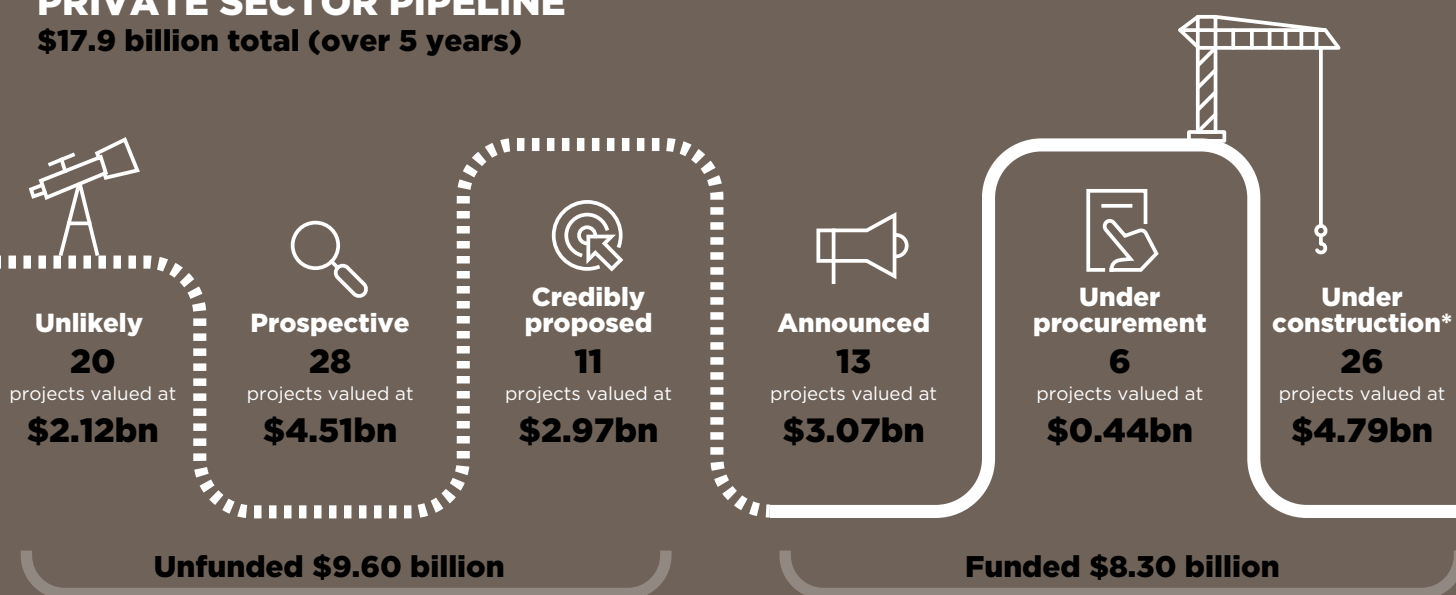 PRIVATE SECTOR PIPELINE
$17.9 billion total (over 5 years)
Unlikely
20
projects valued at
$2.12bn
Prospective
28
projects valued at
$4.51bn
Credibly
proposed
11
projects valued at
$2.97bn
Announced
13
projects valued at
$3.07bn
Under
procurement
6
projects valued at
$0.44bn
Under
construction*
26
projects valued at
$4.79bn
Unfunded $9.60 billion
Funded $8.30 billion